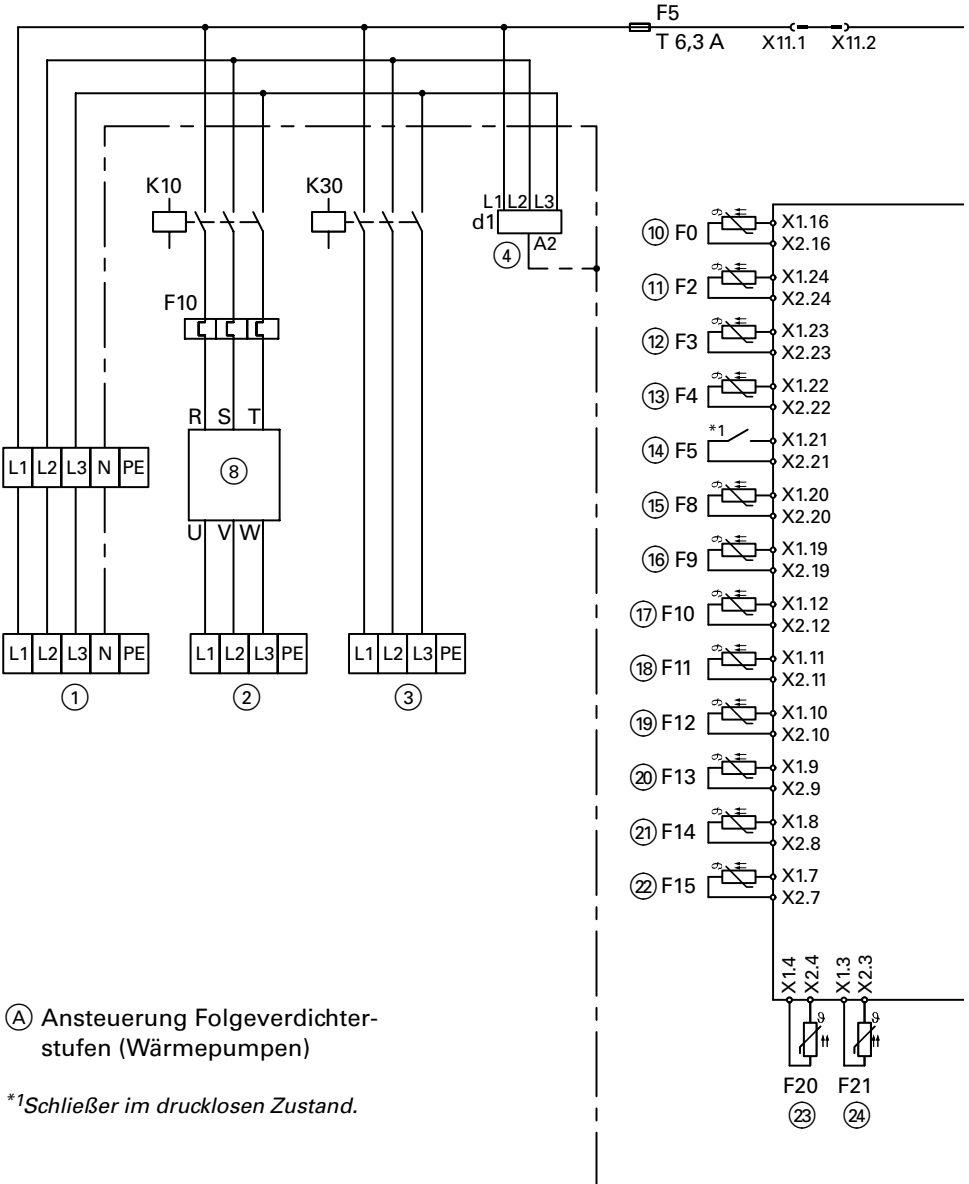 F5
T 6,3 A X11.1 X11.2
K10 K30
L1 L2 L3
d1
A2
④
F10
R S T
⑧
U V W
L1 L2 L3 N PE
L1 L2 L3 N PE
①
L1 L2 L3 PE
②
L1 L2 L3 PE
③
⑩ F0 ϑ X1.16
X2.16
⑪ F2 ϑ X1.24
X2.24
⑫ F3 ϑ X1.23
X2.23
⑬ F4 ϑ X1.22
X2.22
⑭ F5 *1 X1.21
X2.21
⑮ F8 ϑ X1.20
X2.20
⑯ F9 ϑ X1.19
X2.19
⑰ F10 ϑ X1.12
X2.12
⑱ F11 ϑ X1.11
X2.11
⑲ F12 ϑ X1.10
X2.10
⑳ F13 ϑ X1.9
X2.9
㉑ F14 ϑ X1.8
X2.8
㉒ F15 ϑ X1.7
X2.7
X1.4 X2.4 X1.3 X2.3
ϑ ϑ
F20 F21
㉓ ㉔
Ⓐ Ansteuerung Folgeverdichter-
stufen (Wärmepumpen)
*1Schließer im drucklosen Zustand.